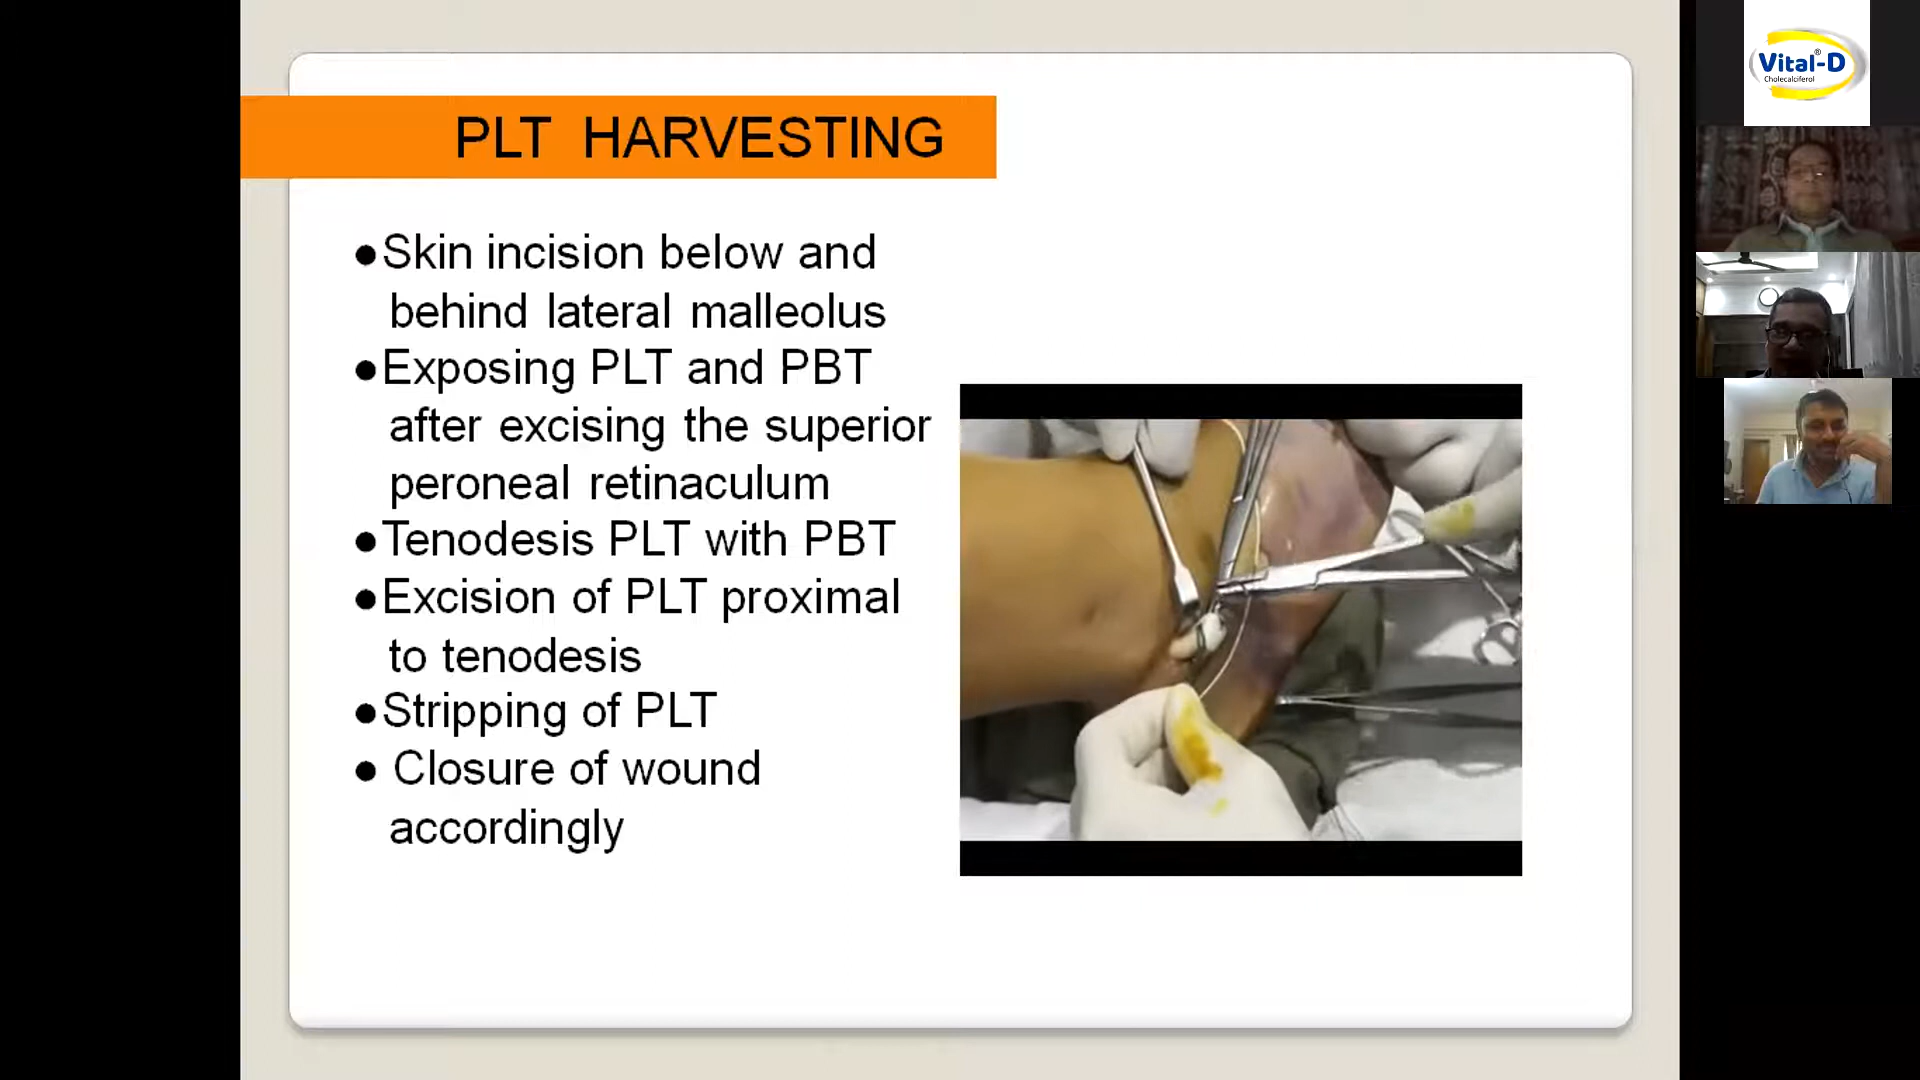 PLT HARVESTING
●Skin incision below and
behind lateral malleolus
●Exposing PLT and PBT
after excising the superior
peroneal retinaculum
●Tenodesis PLT with PBT
●Excision of PLT proximal
to tenodesis
●Stripping of PLT
● Closure of wound
accordingly
Vital-D®
Cholecalciferol